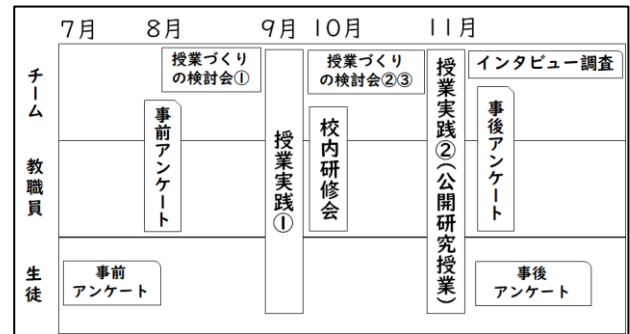 7月 8月 9月 10月 11月
チーム
教職員
生徒
授業づくり
の検討会①
事前アンケート
事前
アンケート
授業実践①
授業づくり
の検討会②③
校内研修会
授業実践②(公開研究授業)
インタビュー調査
事後アンケート
事後
アンケート